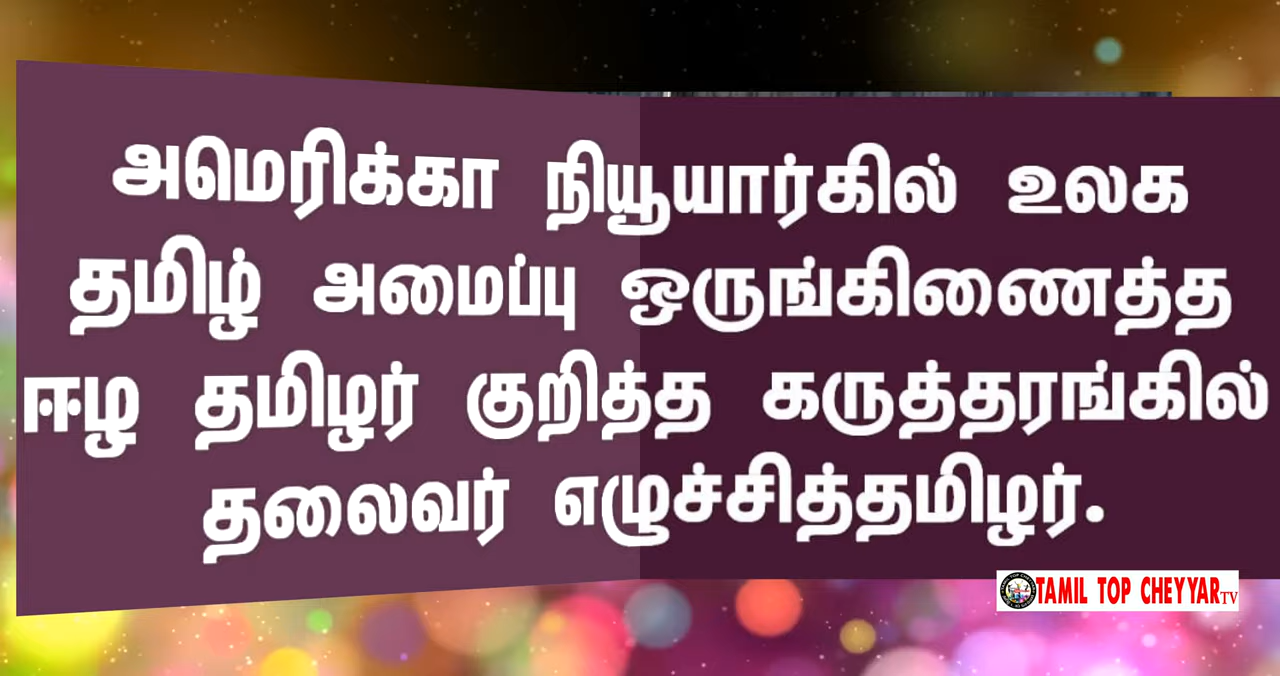 அமெரிக்கா நியூயார்கில் உலக
தமிழ் அமைப்பு ஒருங்கிணைத்த
ஈழ தமிழர் குறித்த கருத்தரங்கில்
தலைவர் எழுச்சித்தமிழர்.
TAMIL TOP CHEYYAR TV